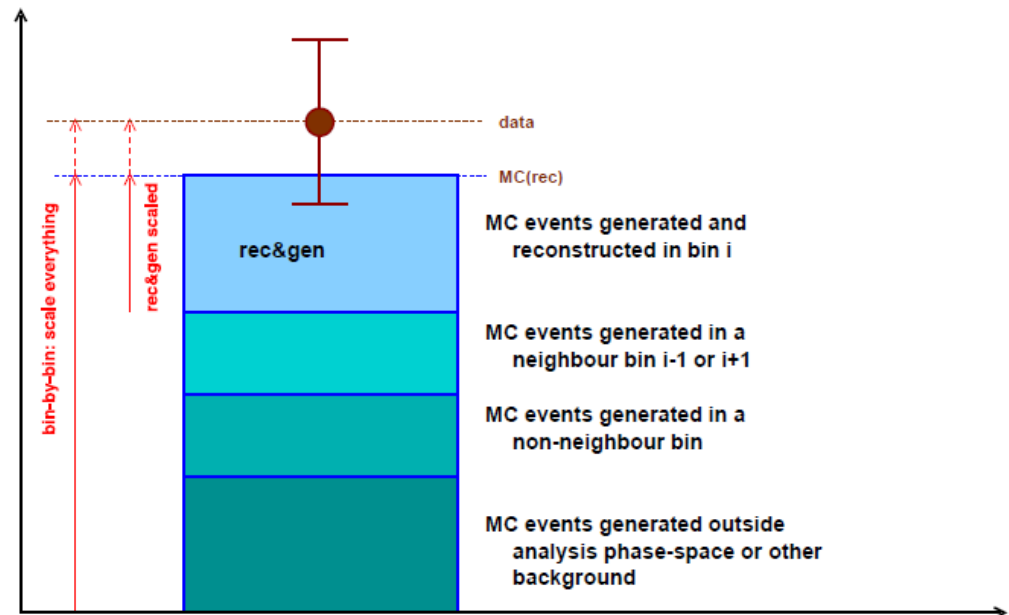 data
MC(rec)
bin-by-bin: scale everything
rec&gen scaled
rec&gen
MC events generated and
reconstructed in bin i
MC events generated in a
neighbour bin i-1 or i+1
MC events generated in a
non-neighbour bin
MC events generated outside
analysis phase-space or other
background